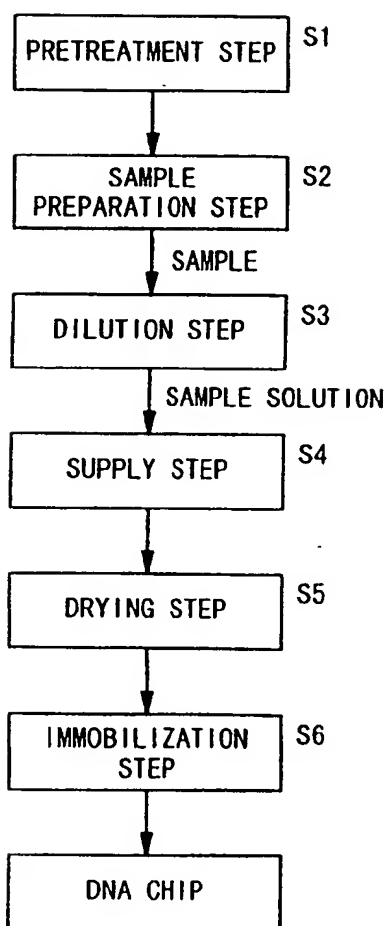 PRETREATMENT STEP
S1
SAMPLE
PREPARATION STEP
S2
SAMPLE
DILUTION STEP
S3
SAMPLE SOLUTION
SUPPLY STEP
S4
DRYING STEP
S5
IMMOBILIZATION
STEP
S6
DNA CHIP